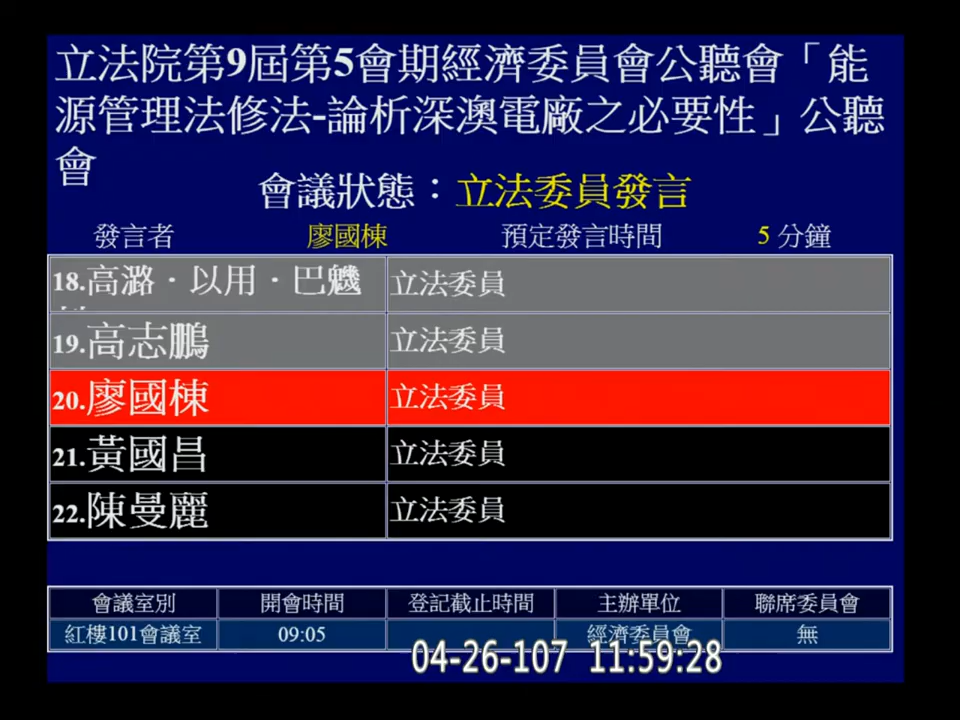 立法院第9屆第5會期經濟委員會公聽會「能
源管理法修法-論析深澳電廠之必要性」公聽
會
會議狀態：立法委員發言
發言者 廖國棟 預定發言時間 5 分鐘
18.高潞．以用．巴魕 立法委員
19.高志鵬 立法委員
20.廖國棟 立法委員
21.黃國昌 立法委員
22.陳曼麗 立法委員
會議室別 開會時間 登記截止時間 主辦單位 聯席委員會
紅樓101會議室 09:05 經濟委員會 無
04-26-107 11:59:28